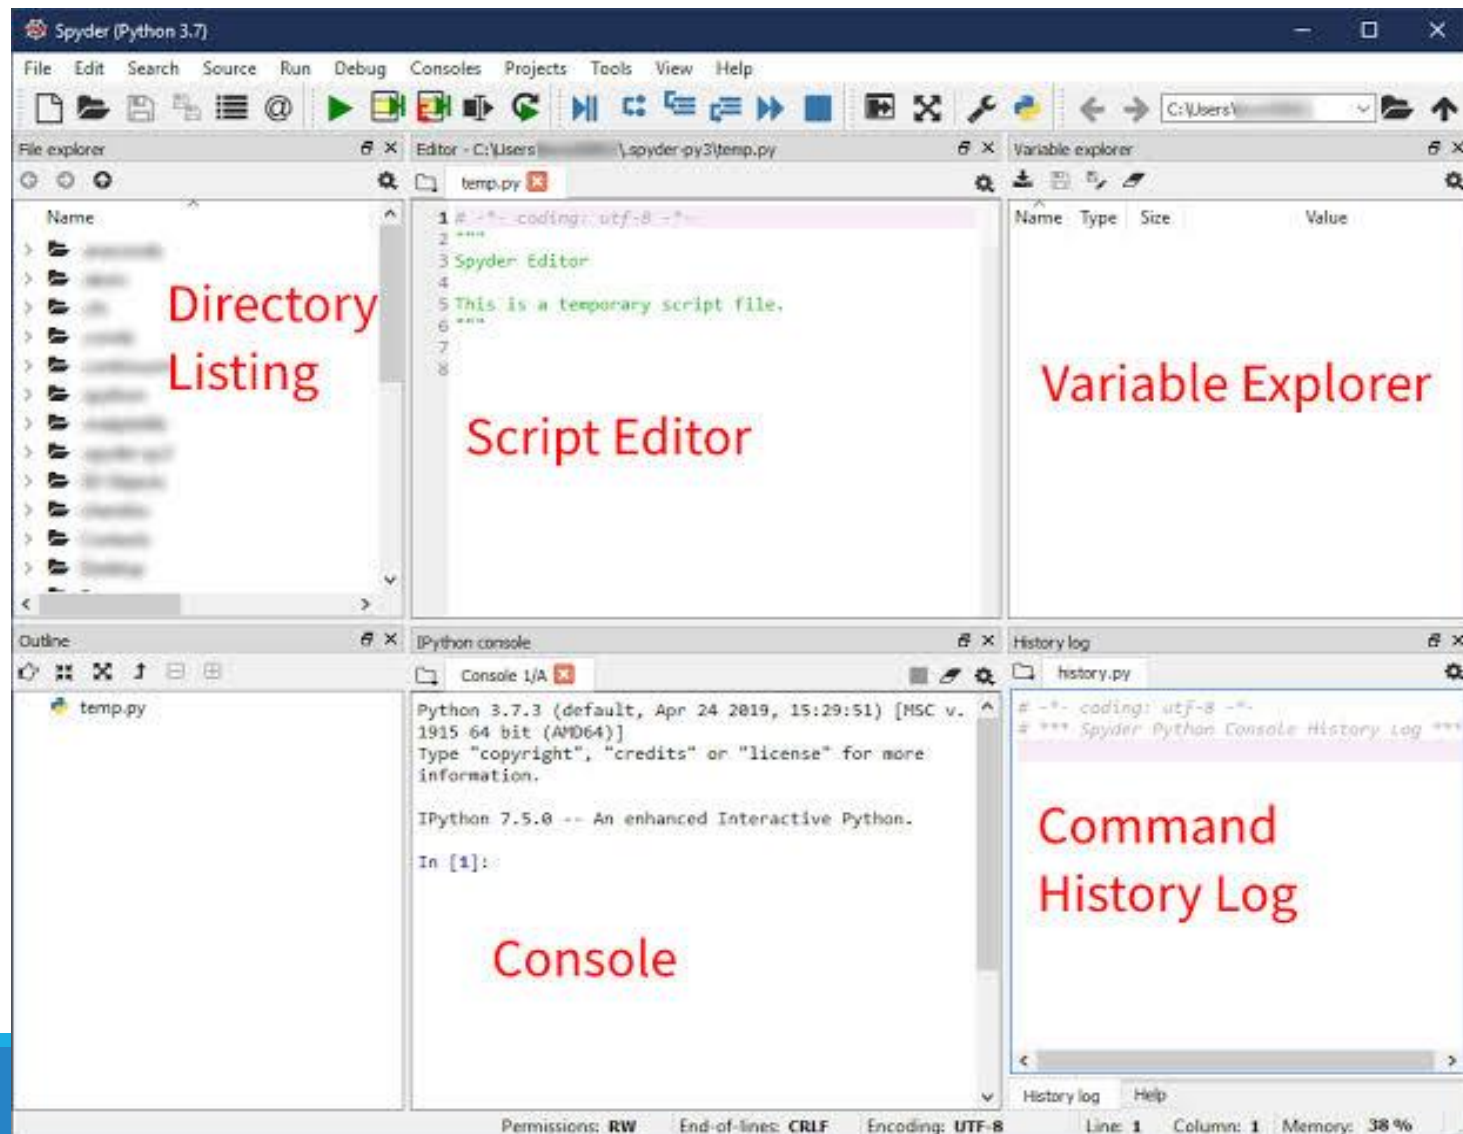 Spyder (Python 3.7)
File Edit Search Source Run Debug Consoles Projects Tools View Help
C:\Users\
File explorer
Name
Directory
Listing
Editor - C:\Users \.spyder-py3\temp.py
temp.py
1 # -*- coding: utf-8 -*-
2 """
3 Spyder Editor
4
5 This is a temporary script file.
6 """
7
8
Script Editor
Variable explorer
Name Type Size Value
Variable Explorer
Outline
temp.py
IPython console
Console 1/A
Python 3.7.3 (default, Apr 24 2019, 15:29:51) [MSC v.
1915 64 bit (AMD64)]
Type "copyright", "credits" or "license" for more
information.
IPython 7.5.0 -- An enhanced Interactive Python.
In [1]:
Console
History log
history.py
# -*- coding: utf-8 -*-
# *** Spyder Python Console History Log ***
Command
History Log
History log Help
Permissions: RW End-of-lines: CRLF Encoding: UTF-8 Line: 1 Column: 1 Memory: 38 %